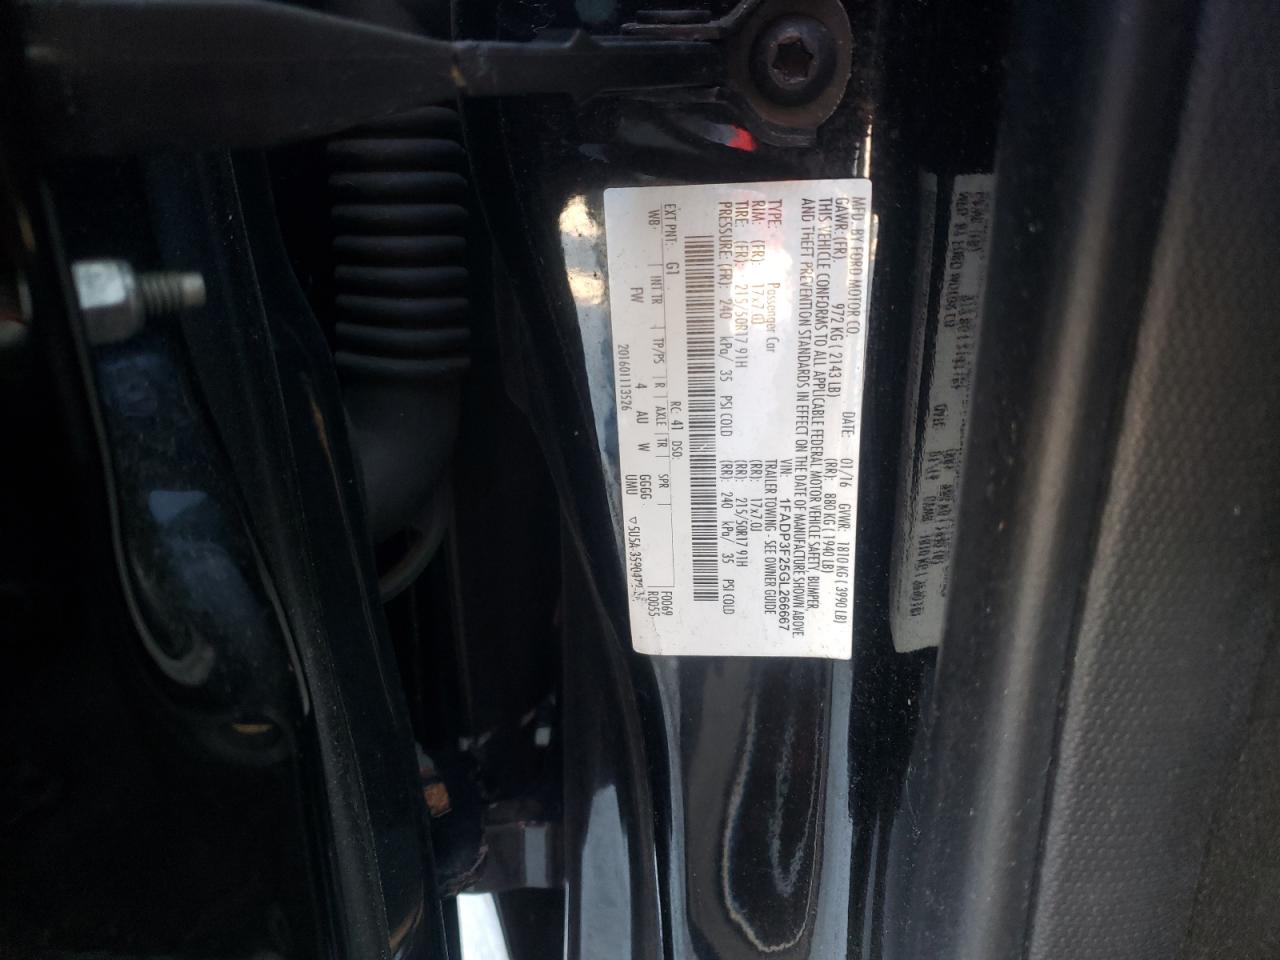 MFD. BY FORD MOTOR CO.
DATE: 01/16 GVWR: 1810 KG ( 3990 LB)
GAWR: (FR): 972 KG ( 2143 LB) (RR): 880 KG ( 1940 LB)
THIS VEHICLE CONFORMS TO ALL APPLICABLE FEDERAL MOTOR VEHICLE SAFETY, BUMPER,
AND THEFT PREVENTION STANDARDS IN EFFECT ON THE DATE OF MANUFACTURE SHOWN ABOVE.
VIN: 1FADP3F25GL266667
TYPE: Passenger Car TRAILER TOWING - SEE OWNER GUIDE
RIM: (FR): 17x7.0J (RR): 17x7.0J
TIRE: (FR): 215/50R17 91H (RR): 215/50R17 91H
PRESSURE: (FR): 240 kPa/ 35 PSI COLD (RR): 240 kPa/ 35 PSI COLD
EXT PNT: G1 RC: 41 DSO: F0069
WB: INT TR TP/PS R AXLE TR SPR R0055
FW 4 AU W GGGG
201601113526 UMU